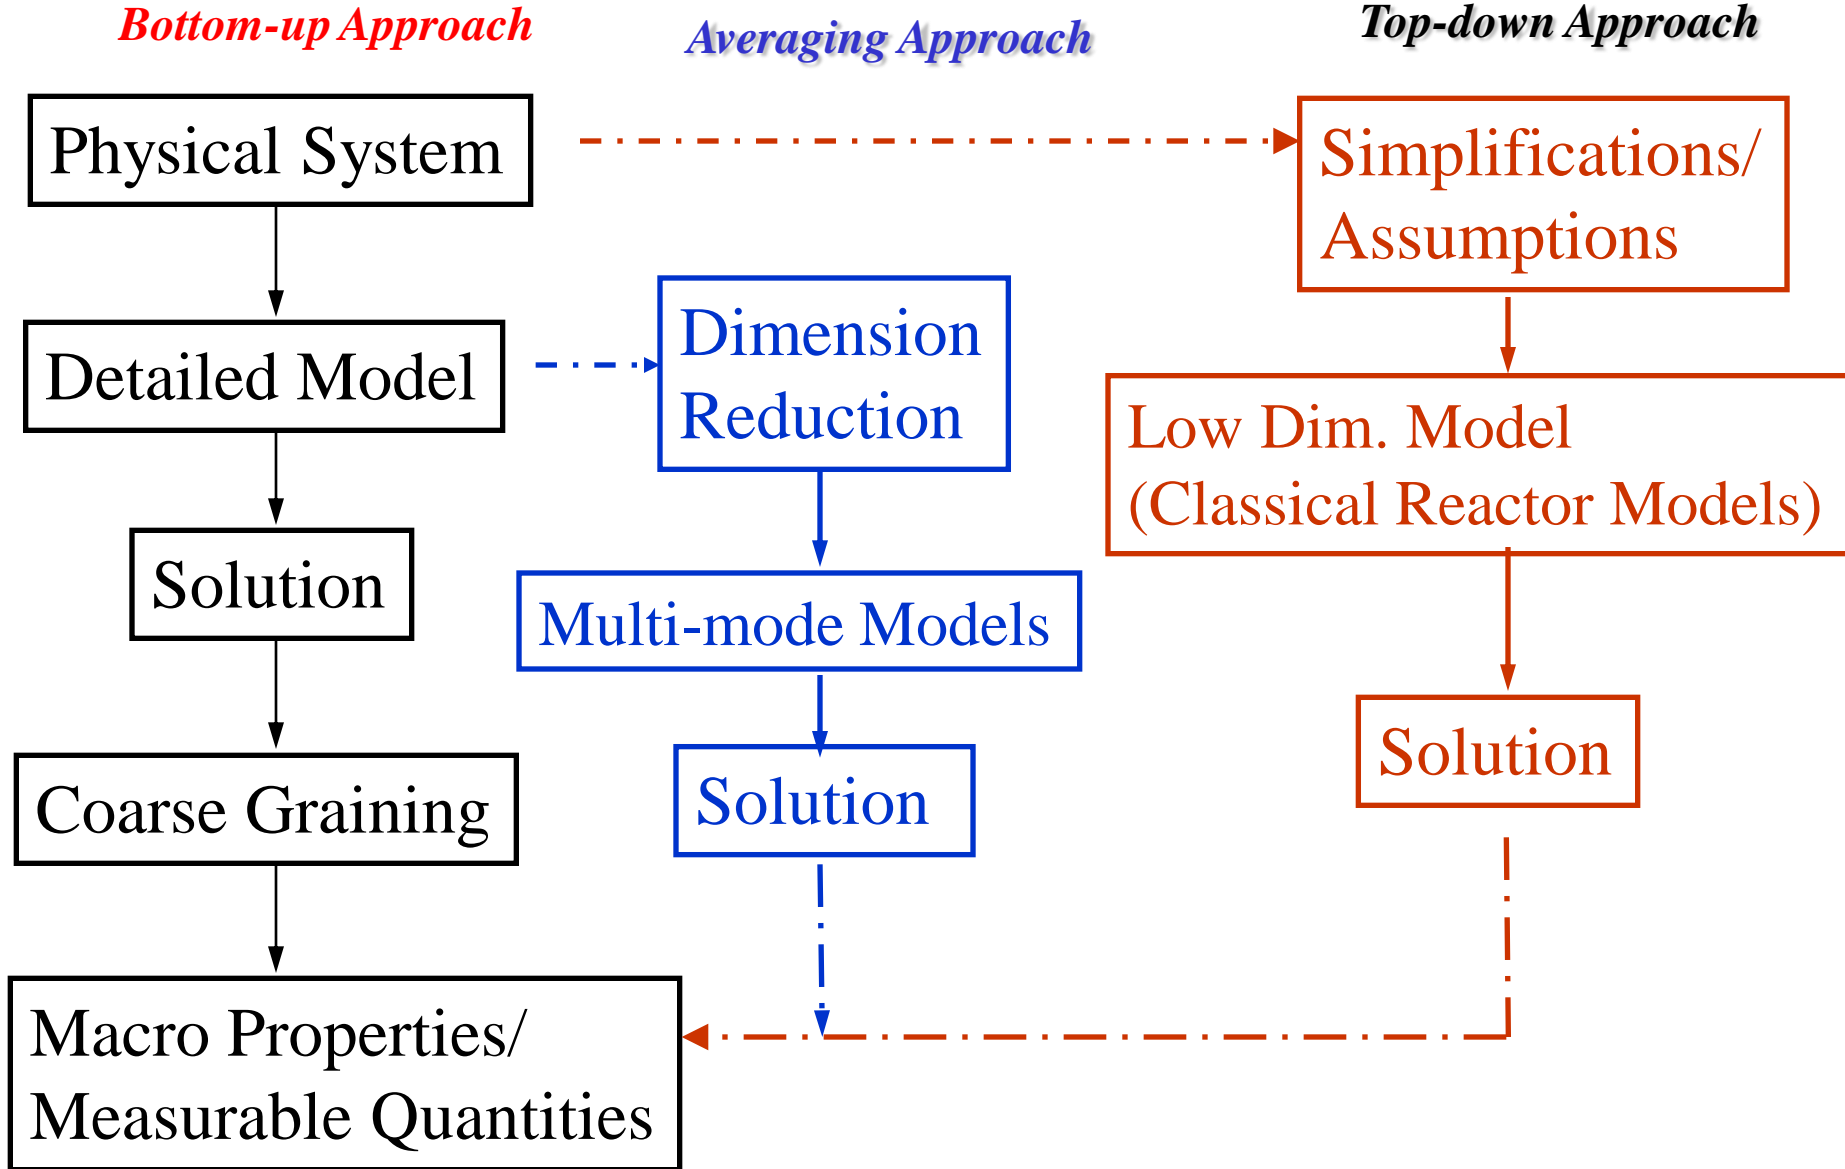 Bottom-up Approach
Averaging Approach
Top-down Approach
Physical System
Simplifications/
Assumptions
Detailed Model
Dimension
Reduction
Low Dim. Model
(Classical Reactor Models)
Solution
Multi-mode Models
Solution
Coarse Graining
Solution
Macro Properties/
Measurable Quantities